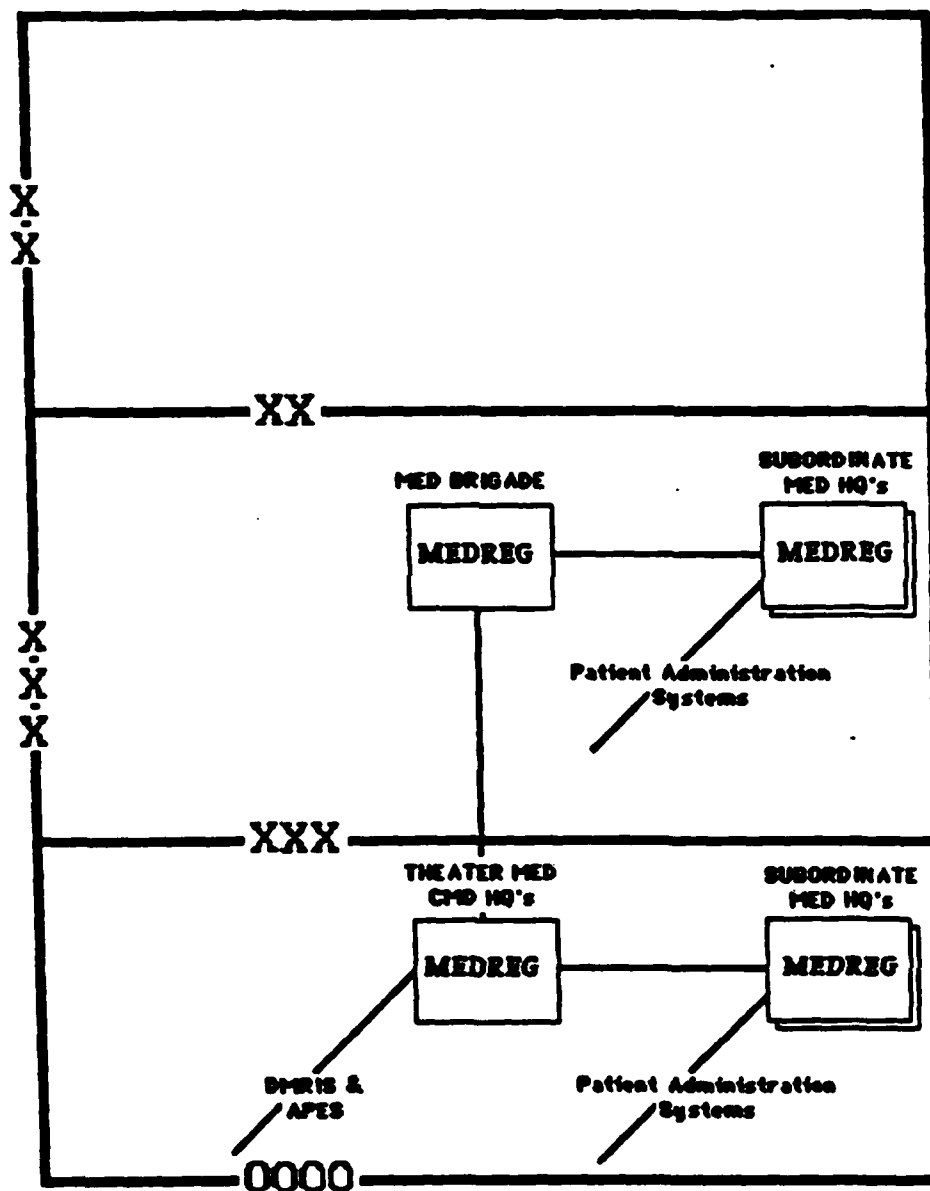 X
X
XX
MED BRIGADE
SUBORDINATE
MED HQ's
MEDREG
MEDREG
X
X
X
Patient Administration
Systems
XXX
THEATER MED
CMD HQ's
SUBORDINATE
MED HQ's
MEDREG
MEDREG
DMRIS &
APES
Patient Administration
Systems
OOOO